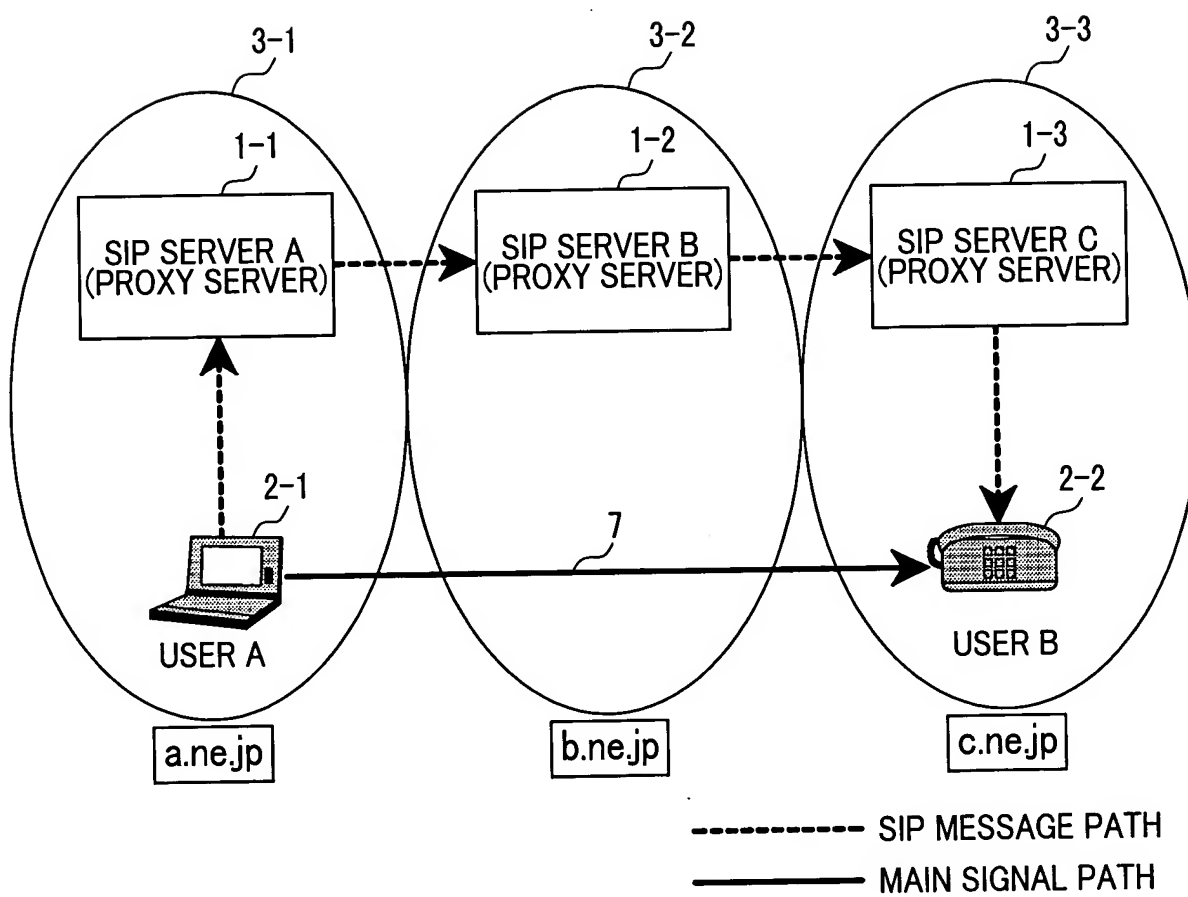 3-1
3-2
3-3
1-1
1-2
1-3
SIP SERVER A
(PROXY SERVER)
SIP SERVER B
(PROXY SERVER)
SIP SERVER C
(PROXY SERVER)
2-1
7
2-2
USER A
USER B
a.ne.jp
b.ne.jp
c.ne.jp
SIP MESSAGE PATH
MAIN SIGNAL PATH